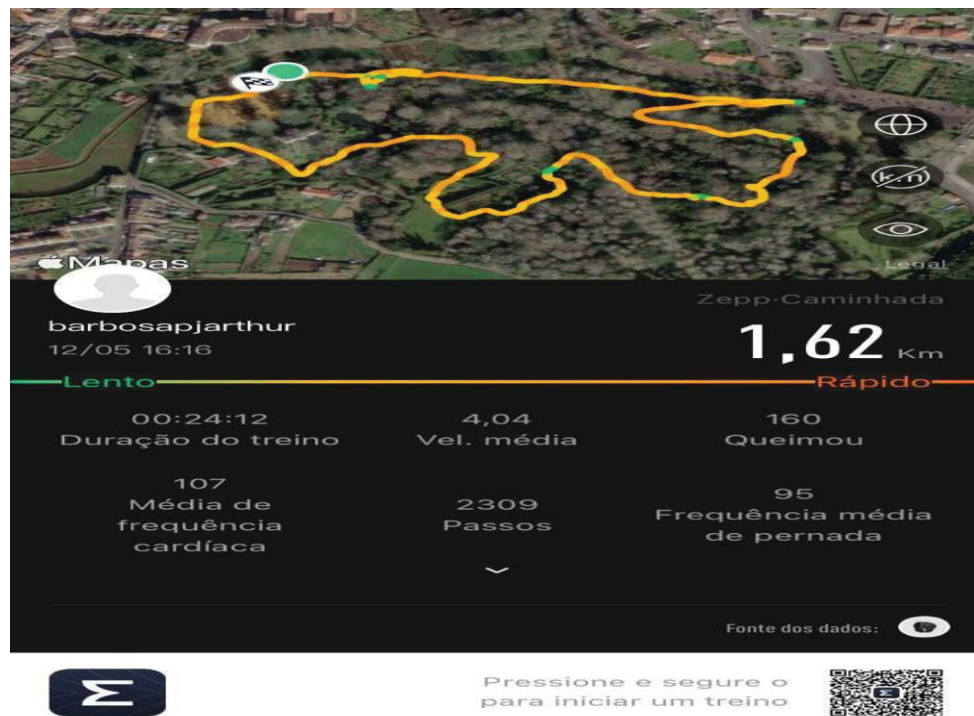 Mapas
Legal
Zepp·Caminhada
barbosapjarthur
12/05 16:16
1,62 Km
Lento
Rápido
00:24:12
Duração do treino
4,04
Vel. média
160
Queimou
107
Média de
frequência
cardíaca
2309
Passos
95
Frequência média
de pernada
Fonte dos dados:
Pressione e segure o
para iniciar um treino